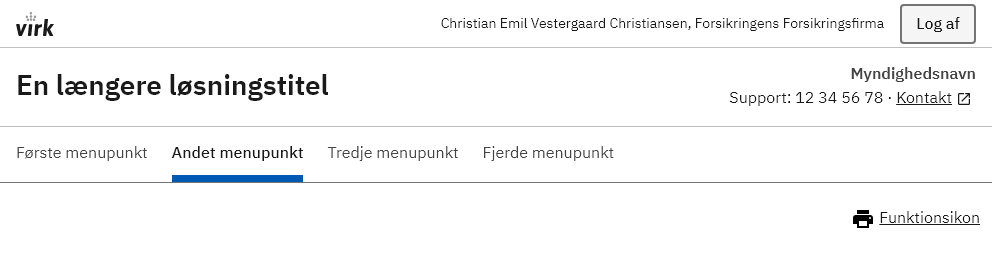 virk
Christian Emil Vestergaard Christiansen, Forsikringens Forsikringsfirma
Log af
En længere løsningstitel
Myndighedsnavn
Support: 12 34 56 78 · Kontakt
Første menupunkt Andet menupunkt Tredje menupunkt Fjerde menupunkt
Funktionsikon